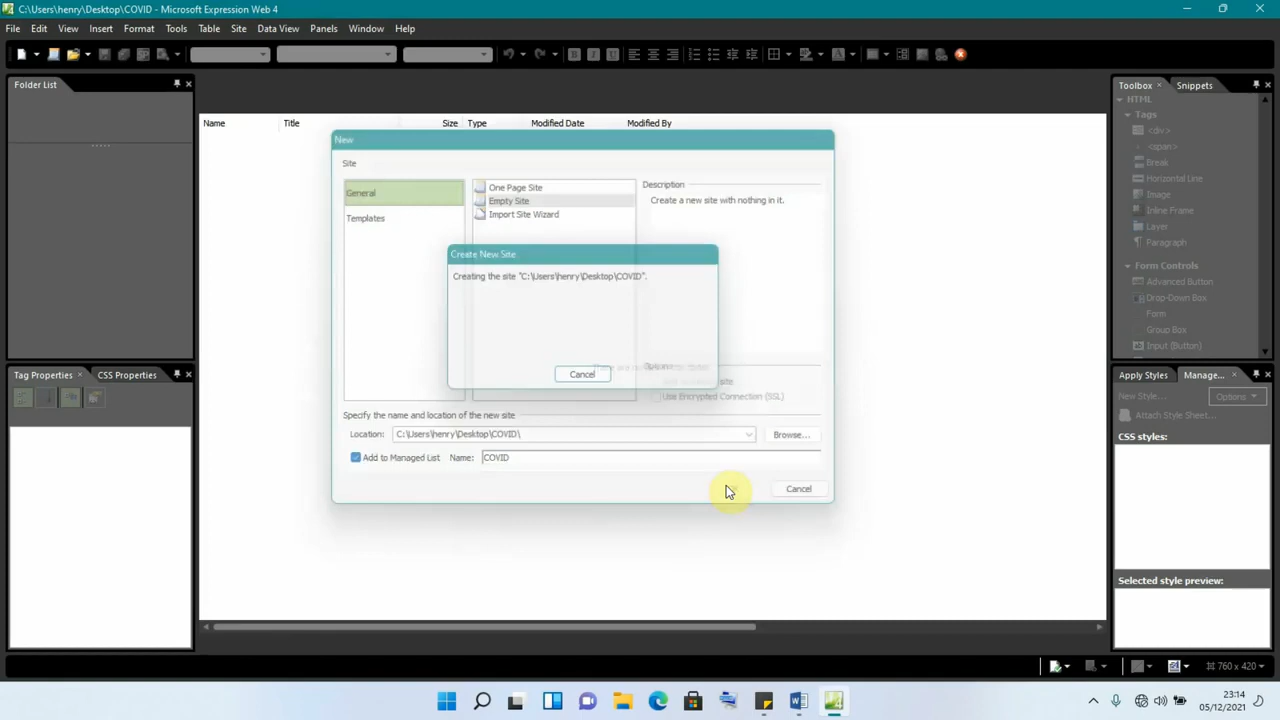 C:\Users\henry\Desktop\COVID - Microsoft Expression Web 4
File Edit View Insert Format Tools Table Site Data View Panels Window Help
Folder List
Toolbox Snippets
Name Title Size Type Modified Date Modified By
HTML
Tags
<div>
<span>
Break
Horizontal Line
Image
Inline Frame
Layer
Paragraph
Form Controls
Advanced Button
Drop-Down Box
Form
Group Box
Input (Button)
New
Site
General
Templates
One Page Site
Empty Site
Import Site Wizard
Description
Create a new site with nothing in it.
Create New Site
Creating the site "C:\Users\henry\Desktop\COVID".
Cancel
Options
site
Use Encrypted Connection (SSL)
Specify the name and location of the new site
Location: C:\Users\henry\Desktop\COVID\ Browse...
Add to Managed List Name: COVID
Cancel
Tag Properties CSS Properties
Apply Styles Manage...
New Style... Options
Attach Style Sheet...
CSS styles:
Selected style preview:
760 x 420
23:14
05/12/2021